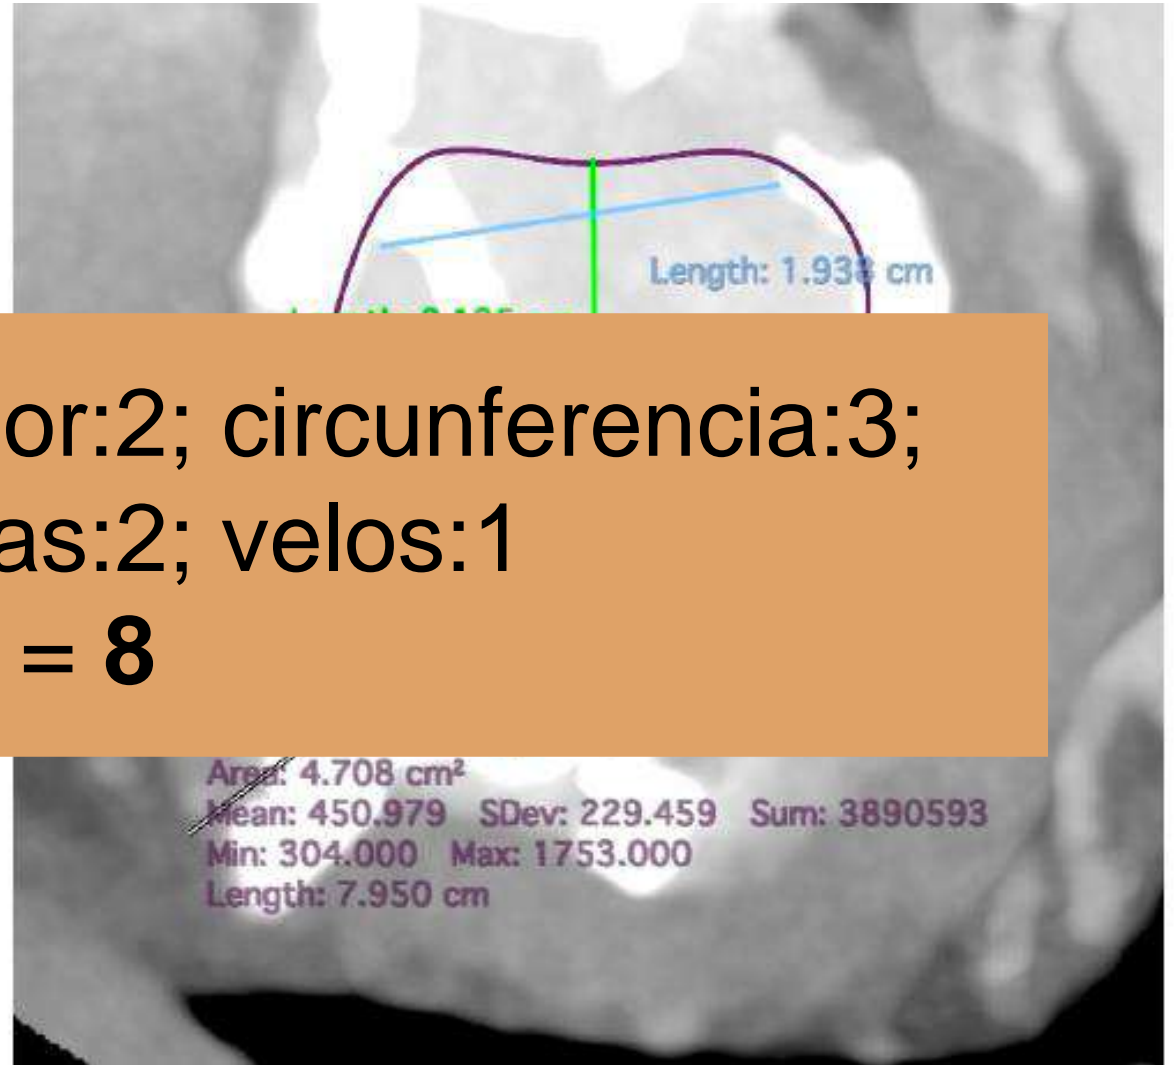 Length: 1.938 cm
or:2; circunferencia:3;
as:2; velos:1
= 8
Area: 4.708 cm²
Mean: 450.979 SDev: 229.459 Sum: 3890593
Min: 304.000 Max: 1753.000
Length: 7.950 cm